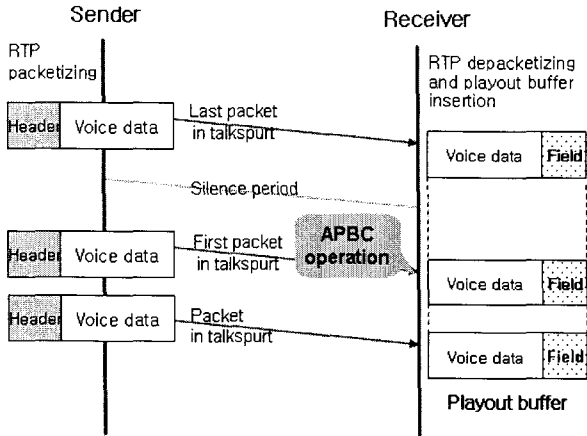 Sender
Receiver
RTP
packetizing
RTP depacketizing
and playout buffer
insertion
Header
Voice data
Last packet
in talkspurt
Voice data
Field
Silence period
Header
Voice data
First packet
in talkspurt
APBC
operation
Voice data
Field
Header
Voice data
Packet
in talkspurt
Voice data
Field
Playout buffer